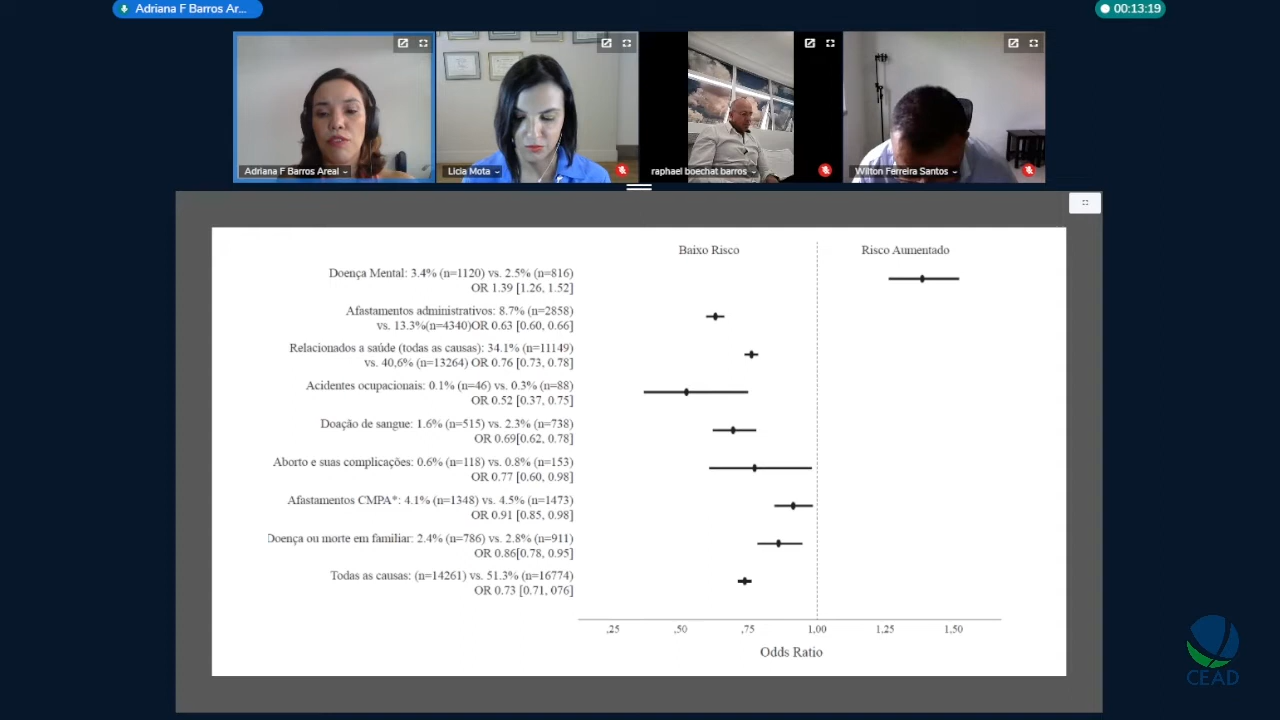 Adriana F Barros Ar...
00:13:19
Adriana F Barros Areal
Licia Mota
raphael boechat barros
Wilton Ferreira Santos
Baixo Risco
Risco Aumentado
Doença Mental: 3.4% (n=1120) vs. 2.5% (n=816)
OR 1.39 [1.26, 1.52]
Afastamentos administrativos: 8.7% (n=2858)
vs. 13.3%(n=4340)OR 0.63 [0.60, 0.66]
Relacionados a saúde (todas as causas): 34.1% (n=11149)
vs. 40,6% (n=13264) OR 0.76 [0.73, 0.78]
Acidentes ocupacionais: 0.1% (n=46) vs. 0.3% (n=88)
OR 0.52 [0.37, 0.75]
Doação de sangue: 1.6% (n=515) vs. 2.3% (n=738)
OR 0.69[0.62, 0.78]
Aborto e suas complicações: 0.6% (n=118) vs. 0.8% (n=153)
OR 0.77 [0.60, 0.98]
Afastamentos CMPA*: 4.1% (n=1348) vs. 4.5% (n=1473)
OR 0.91 [0.85, 0.98]
Doença ou morte em familiar: 2.4% (n=786) vs. 2.8% (n=911)
OR 0.86[0.78, 0.95]
Todas as causas: (n=14261) vs. 51.3% (n=16774)
OR 0.73 [0.71, 076]
,25 ,50 ,75 1,00 1,25 1,50
Odds Ratio
CEAD